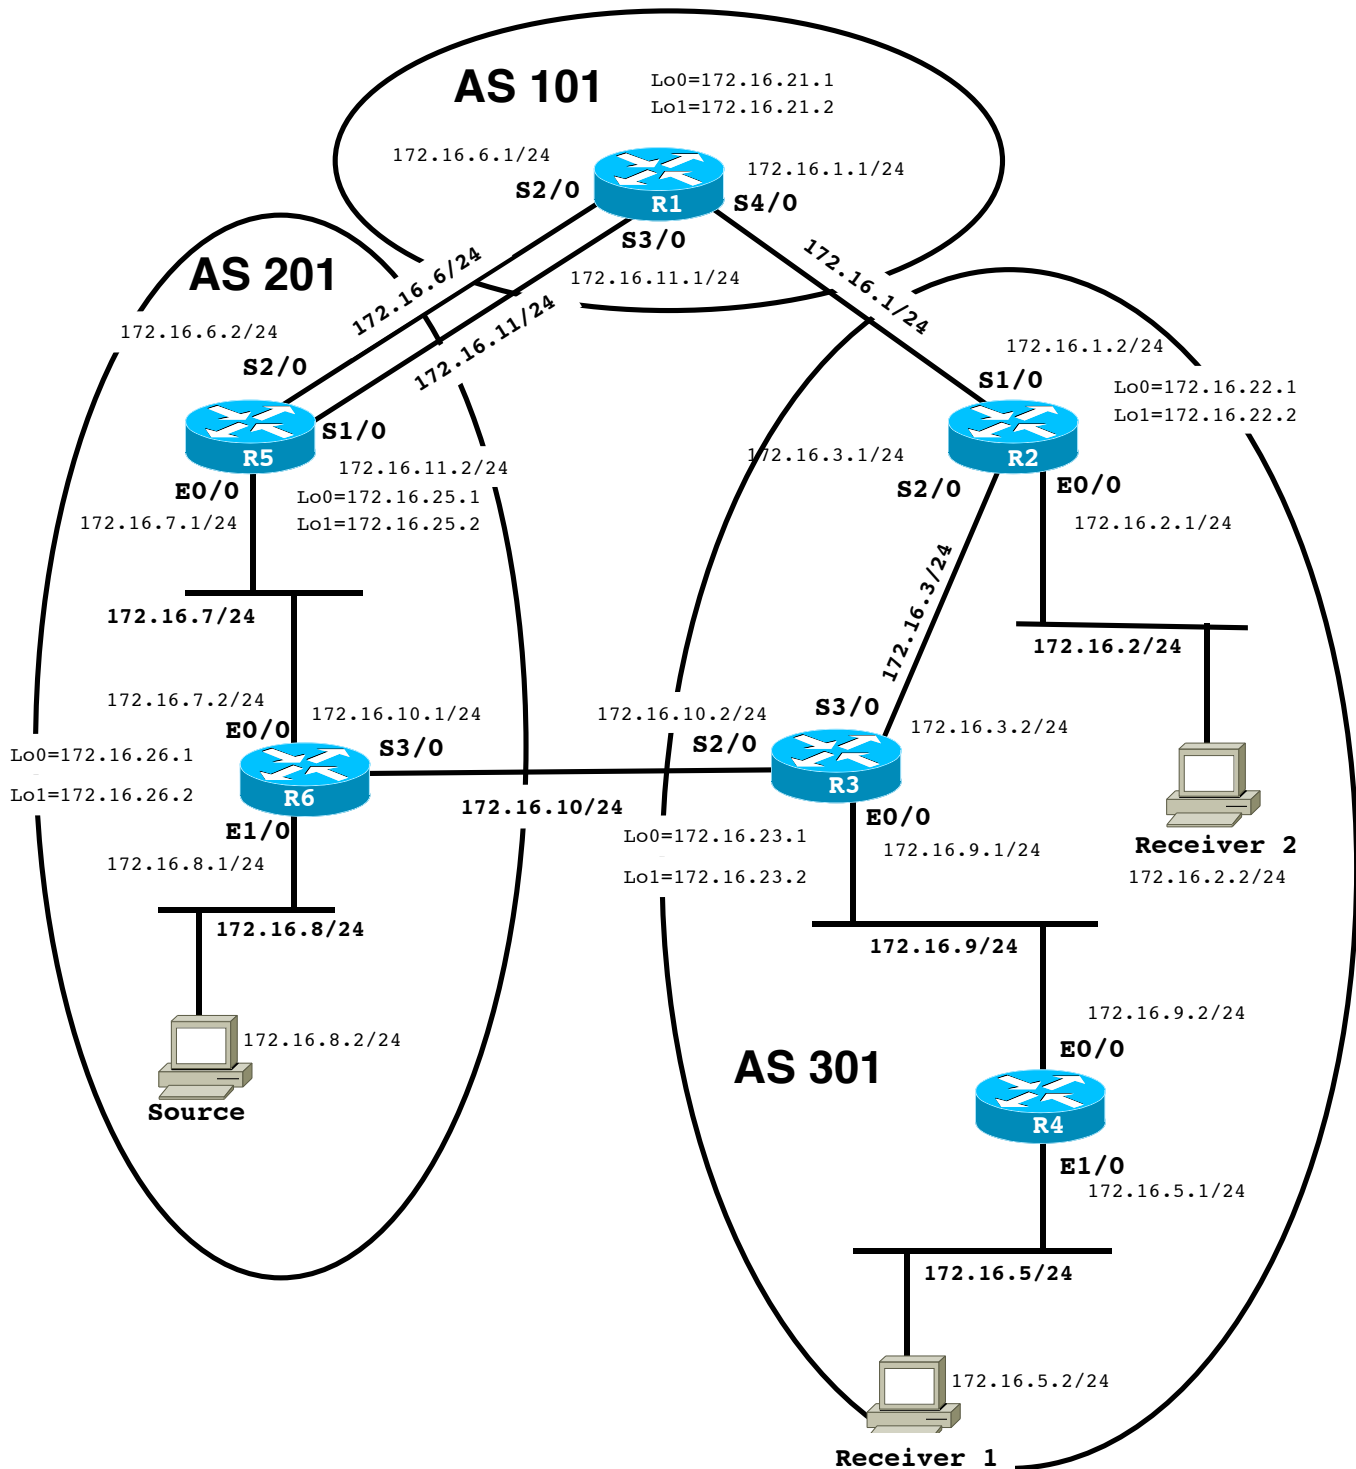 AS 101
Lo0=172.16.21.1
Lo1=172.16.21.2
172.16.6.1/24
172.16.1.1/24
S2/0
R1
S4/0
S3/0
172.16.11.1/24
172.16.6/24
172.16.11/24
172.16.1/24
AS 201
172.16.6.2/24
S2/0
R5
S1/0
172.16.11.2/24
E0/0
Lo0=172.16.25.1
Lo1=172.16.25.2
172.16.7.1/24
172.16.7/24
172.16.7.2/24
E0/0
172.16.10.1/24
S3/0
Lo0=172.16.26.1
Lo1=172.16.26.2
R6
E1/0
172.16.8.1/24
172.16.8/24
172.16.8.2/24
Source
172.16.10/24
172.16.1.2/24
S1/0
Lo0=172.16.22.1
Lo1=172.16.22.2
R2
172.16.3.1/24
S2/0
E0/0
172.16.2.1/24
172.16.3/24
172.16.2/24
Receiver 2
172.16.2.2/24
172.16.10.2/24
S2/0
S3/0
172.16.3.2/24
R3
E0/0
Lo0=172.16.23.1
Lo1=172.16.23.2
172.16.9.1/24
172.16.9/24
172.16.9.2/24
E0/0
AS 301
R4
E1/0
172.16.5.1/24
172.16.5/24
172.16.5.2/24
Receiver 1